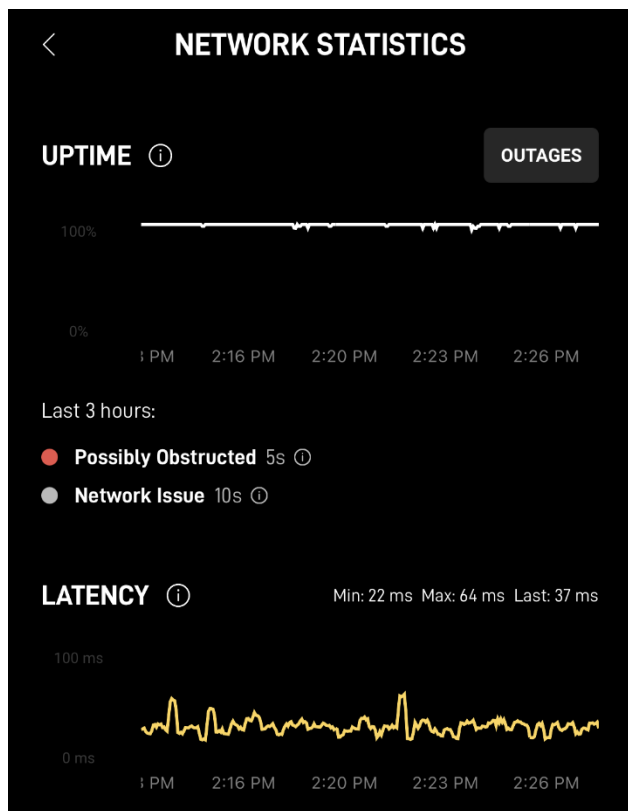 NETWORK STATISTICS
UPTIME
OUTAGES
100%
0%
PM 2:16 PM 2:20 PM 2:23 PM 2:26 PM
Last 3 hours:
Possibly Obstructed 5s
Network Issue 10s
LATENCY Min: 22 ms Max: 64 ms Last: 37 ms
100 ms
0 ms
PM 2:16 PM 2:20 PM 2:23 PM 2:26 PM